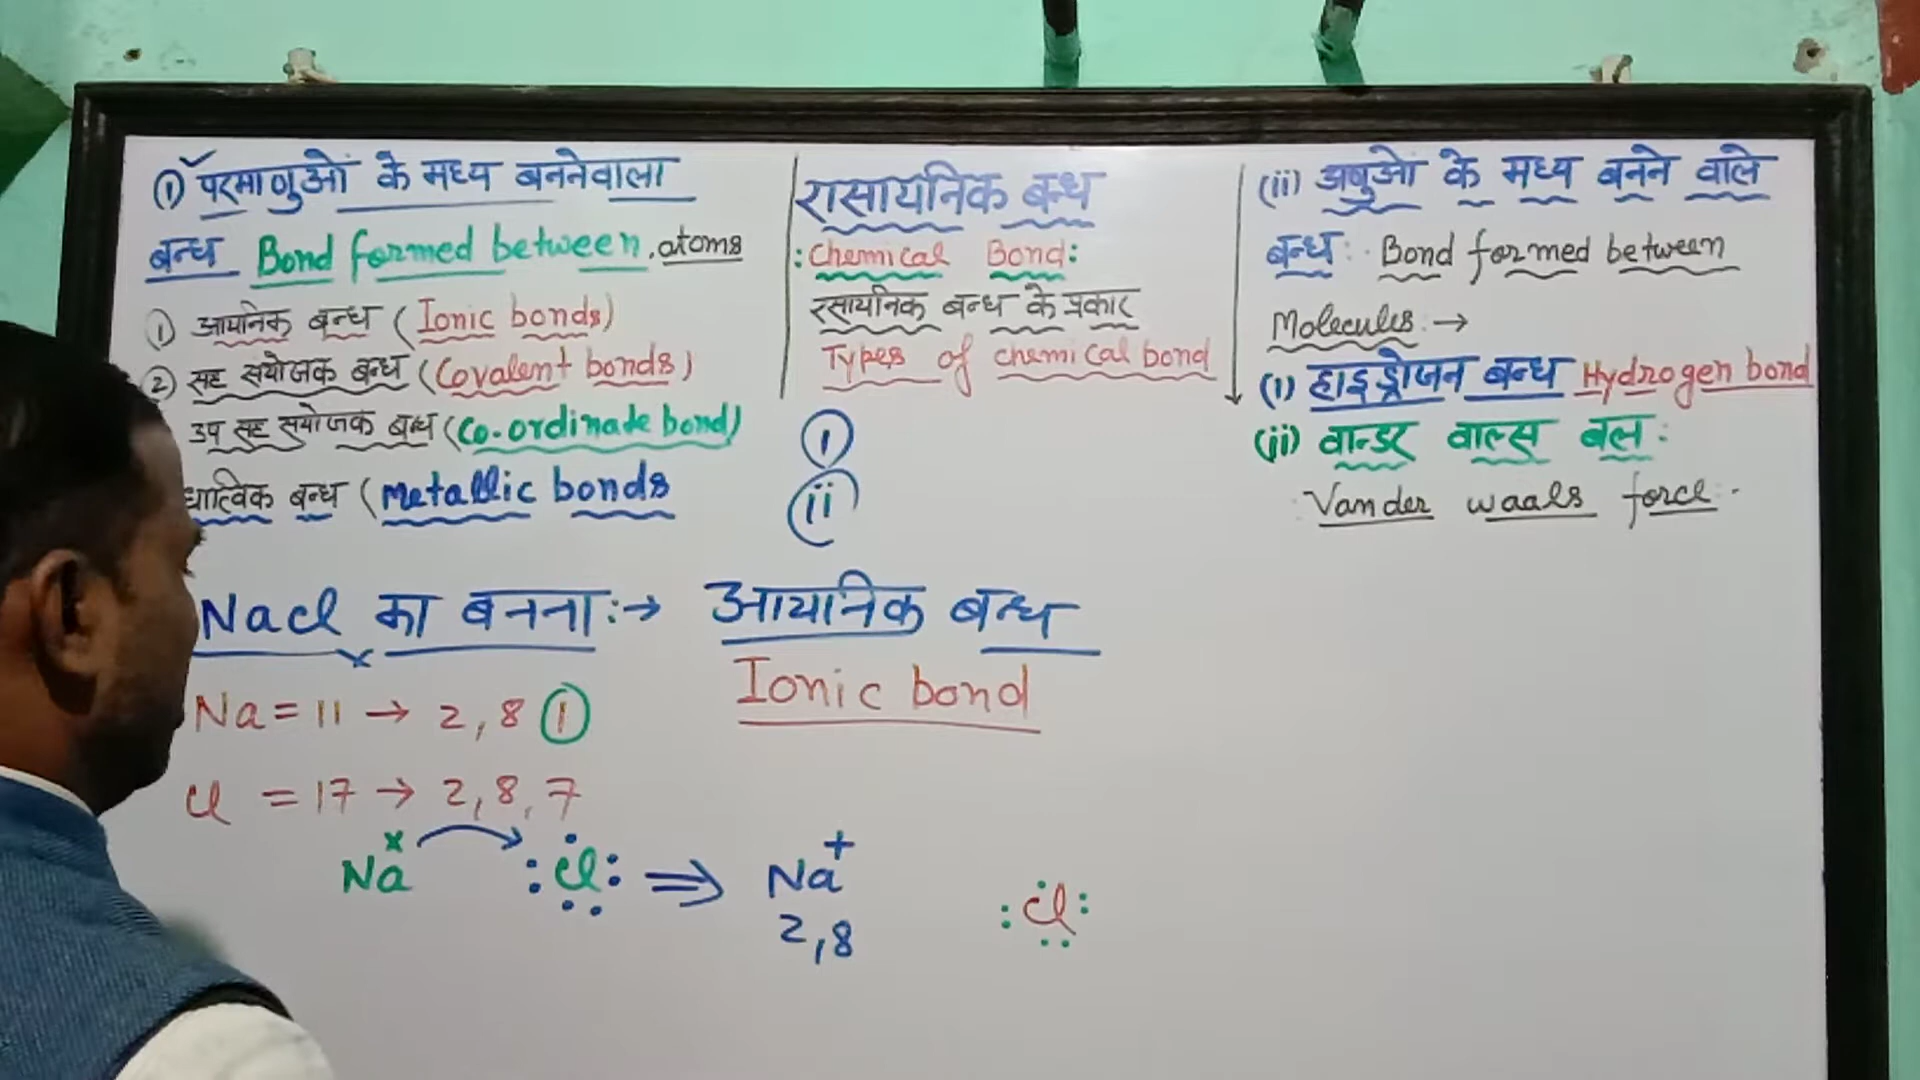 ① परमाणुओं के मध्य बननेवाला
बन्ध Bond formed between atoms
① आयनिक बन्ध (Ionic bonds)
② सह संयोजक बन्ध (Covalent bonds)
उप सह संयोजक बन्ध (Co-ordinate bond)
धात्विक बन्ध (Metallic bonds
रासायनिक बन्ध
:Chemical Bond:
रसायनिक बन्ध के प्रकार
Types of chemical bond
ⓘ
(ii)
(ii) अणुओं के मध्य बनने वाले
बन्ध: Bond formed between
Molecules: →
(i) हाइड्रोजन बन्ध Hydrogen bond
(ii) वान्डर वाल्स बल:
Vander waals force.
NaCl का बनना:→ आयनिक बन्ध
Ionic bond
Na = 11 → 2,8 ①
Cl = 17 → 2,8,7
Na x :Cl: ⇒ Na+ :Cl:
2,8